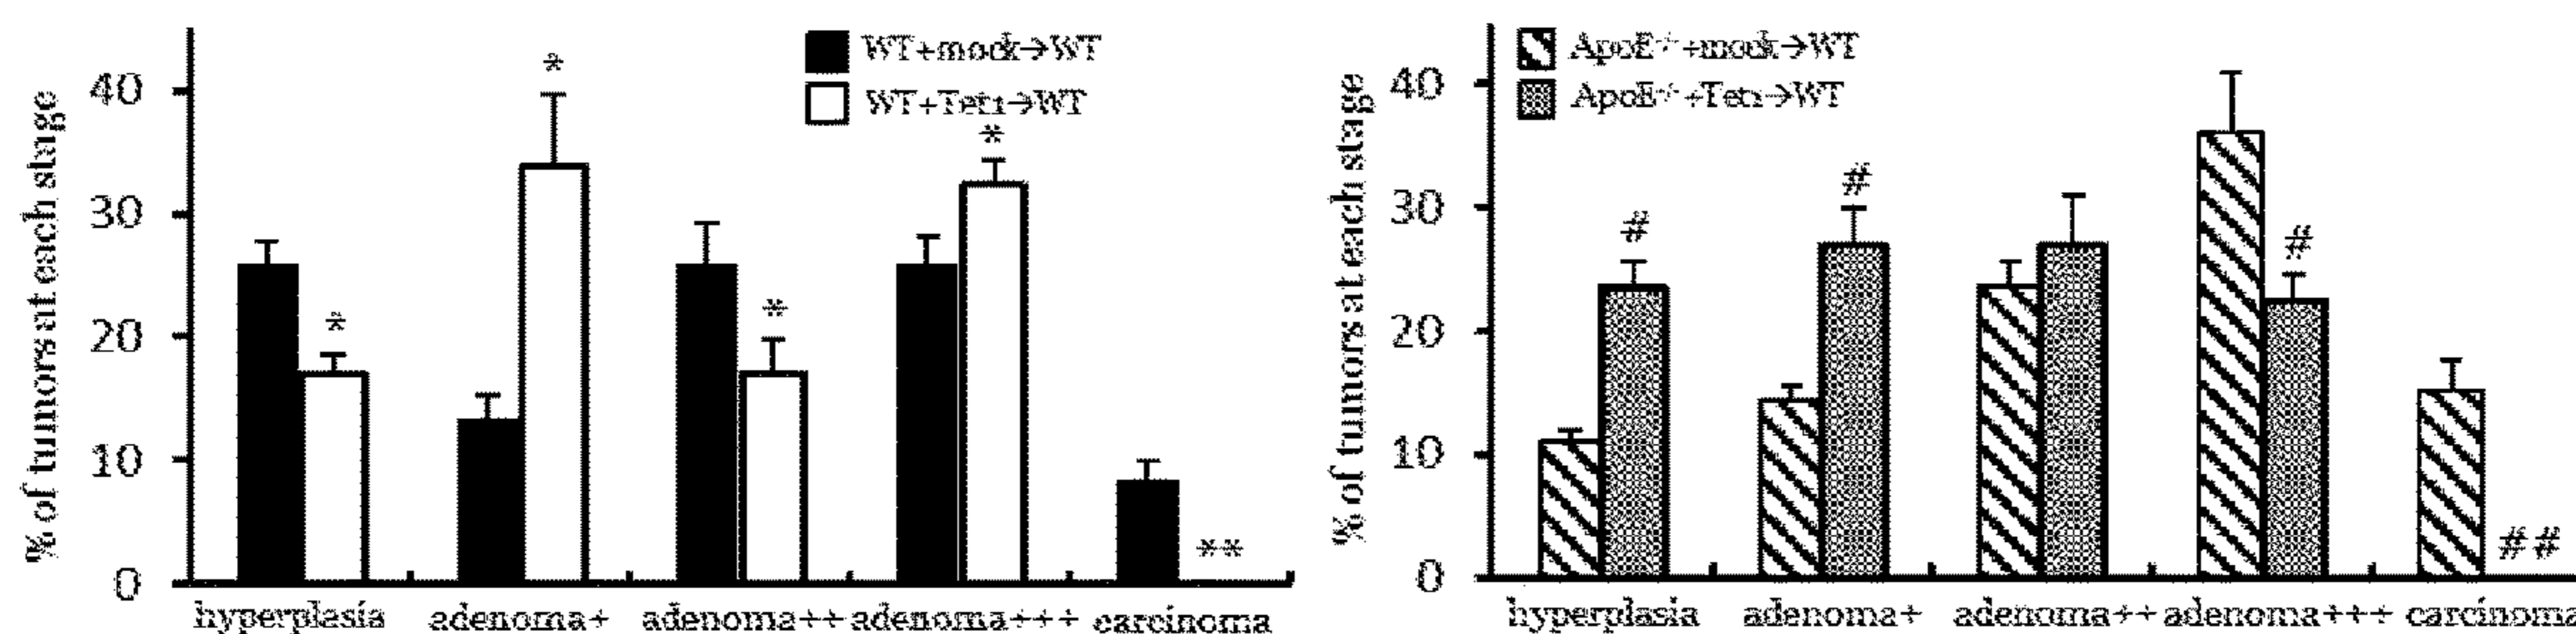 % of tumors at each stage
40
30
20
10
0
WT+mock→WT
WT+Tet1→WT
*
*
*
*
**
hyperplasia adenoma+ adenoma++ adenoma+++ carcinoma
% of tumors at each stage
40
30
20
10
0
ApoE-/-+mock→WT
ApoE-/-+Tet1→WT
#
#
#
##
hyperplasia adenoma+ adenoma++ adenoma+++ carcinoma